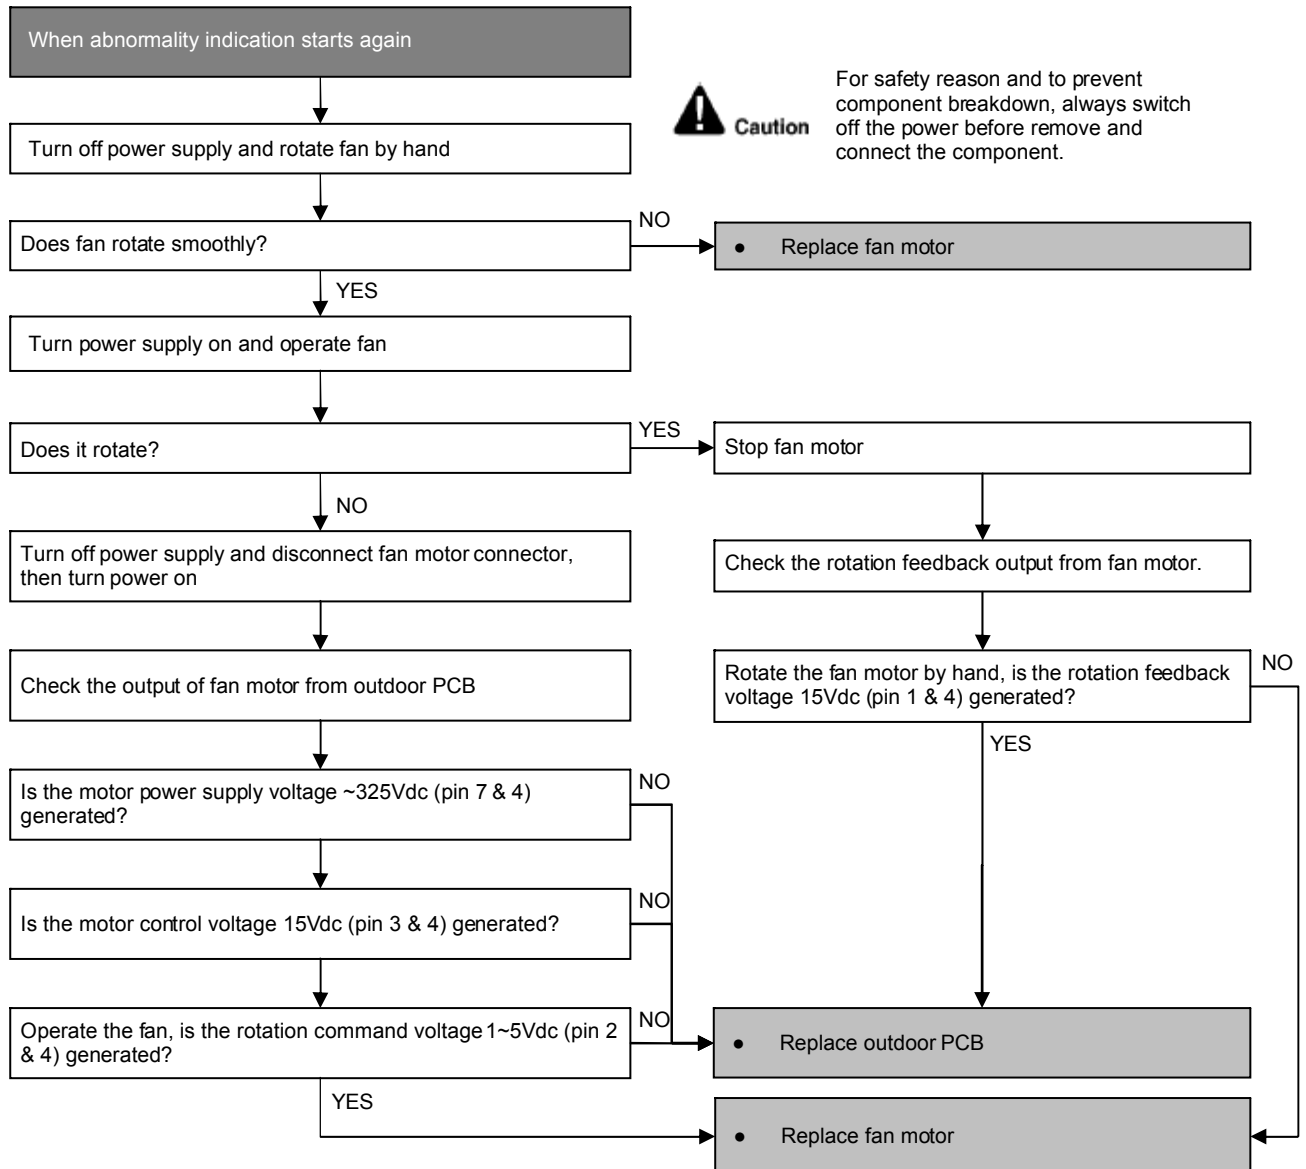 When abnormality indication starts again
Caution
For safety reason and to prevent
component breakdown, always switch
off the power before remove and
connect the component.
Turn off power supply and rotate fan by hand
Does fan rotate smoothly?
NO
● Replace fan motor
YES
Turn power supply on and operate fan
Does it rotate?
YES
Stop fan motor
NO
Turn off power supply and disconnect fan motor connector,
then turn power on
Check the rotation feedback output from fan motor.
Check the output of fan motor from outdoor PCB
Rotate the fan motor by hand, is the rotation feedback
voltage 15Vdc (pin 1 & 4) generated?
NO
YES
Is the motor power supply voltage ~325Vdc (pin 7 & 4)
generated?
NO
Is the motor control voltage 15Vdc (pin 3 & 4) generated?
NO
Operate the fan, is the rotation command voltage 1~5Vdc (pin 2
& 4) generated?
NO
● Replace outdoor PCB
YES
● Replace fan motor